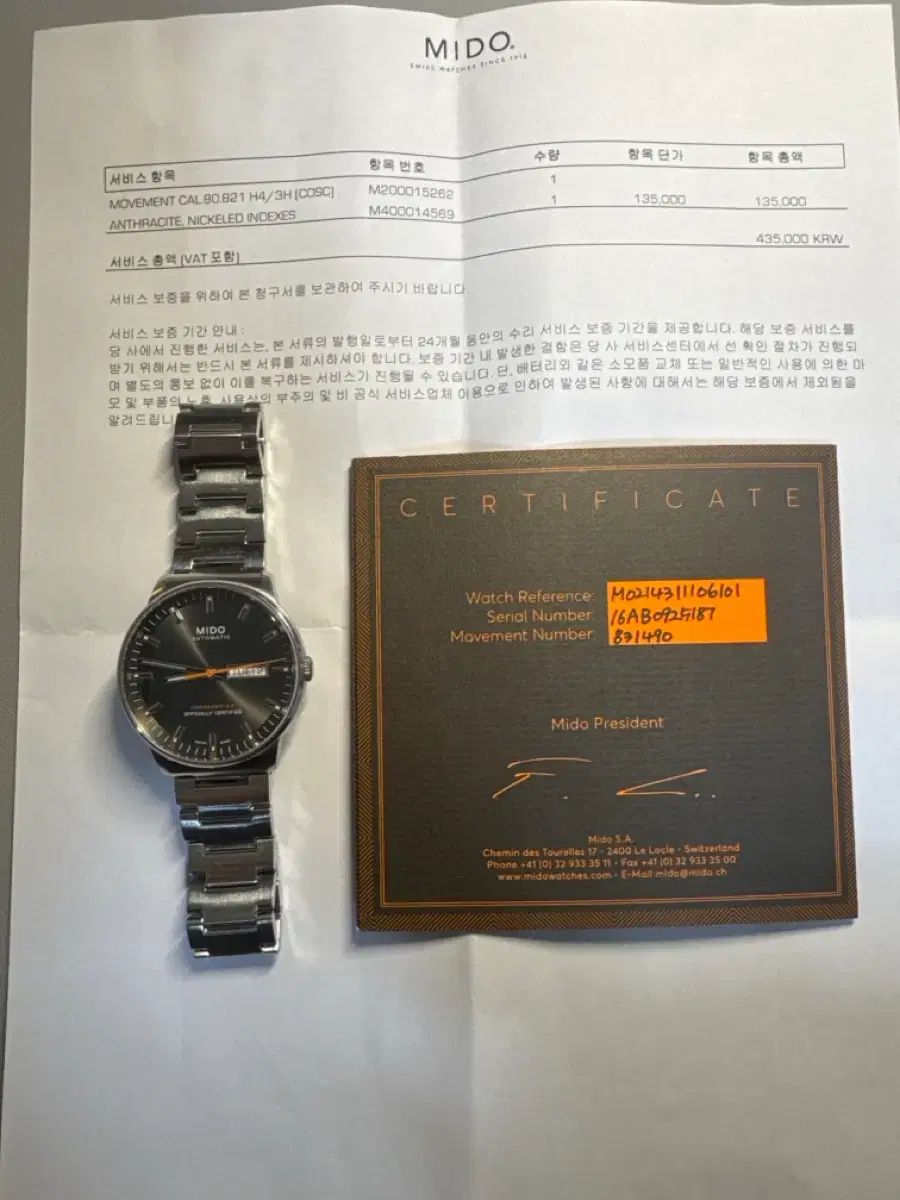 MIDO.
SWISS WATCHES SINCE 1918
서비스 항목 항목 번호 수량 항목 단가 항목 총액
MOVEMENT CAL.80.821 H4/3H (COSC) M200015262 1
ANTHRACITE, NICKELED INDEXES M400014569 1 135,000 135,000
서비스 총액 (VAT 포함) 435,000 KRW
서비스 보증을 위하여 본 청구서를 보관하여 주시기 바랍니다.
서비스 보증 기간 안내 :
당 사에서 진행한 서비스는, 본 서류의 발행일로부터 24개월 동안의 수리 서비스 보증 기간을 제공합니다. 해당 보증 서비스를
받기 위해서는 반드시 본 서류를 제시하셔야 합니다. 보증 기간 내 발생한 결함은 당 사 서비스센터에서 선 확인 절차가 진행되
며 별도의 통보 없이 이를 복구하는 서비스가 진행될 수 있습니다. 단, 배터리와 같은 소모품 교체 또는 일반적인 사용에 의한 마
모 및 부품의 노후, 사용상의 부주의 및 비 공식 서비스업체 이용으로 인하여 발생된 사항에 대해서는 해당 보증에서 제외됨을
알려드립니
MIDO
AUTOMATIC
CHRONOMETER
OFFICIALLY CERTIFIED
CERTIFICATE
Watch Reference: M0214311106101
Serial Number: 16AB0925187
Movement Number: 831490
Mido President
Mido S.A.
Chemin des Tourelles 17 · 2400 Le Locle · Switzerland
Phone +41 (0) 32 933 35 11 · Fax +41 (0) 32 933 35 00
www.midowatches.com · E-Mail mido@mido.ch